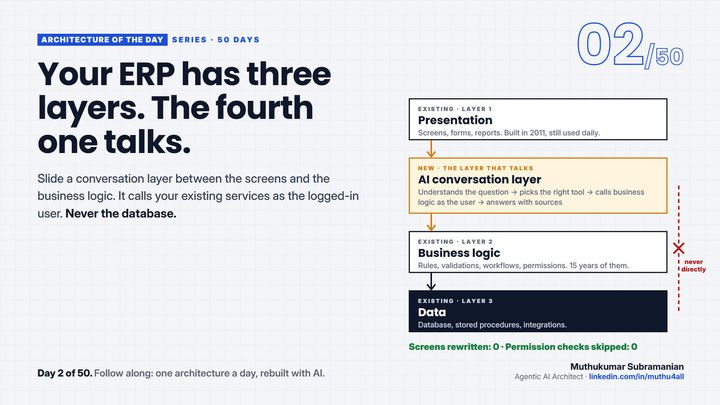 ARCHITECTURE OF THE DAY SERIES · 50 DAYS
02/50
Your ERP has three
layers. The fourth
one talks.
Slide a conversation layer between the screens and the
business logic. It calls your existing services as the logged-in
user. Never the database.
EXISTING · LAYER 1
Presentation
Screens, forms, reports. Built in 2011, still used daily.
NEW · THE LAYER THAT TALKS
AI conversation layer
Understands the question → picks the right tool → calls business
logic as the user → answers with sources
EXISTING · LAYER 2
Business logic
Rules, validations, workflows, permissions. 15 years of them.
never
directly
EXISTING · LAYER 3
Data
Database, stored procedures, integrations.
Screens rewritten: 0 · Permission checks skipped: 0
Day 2 of 50. Follow along: one architecture a day, rebuilt with AI.
Muthukumar Subramanian
Agentic AI Architect · linkedin.com/in/muthu4all